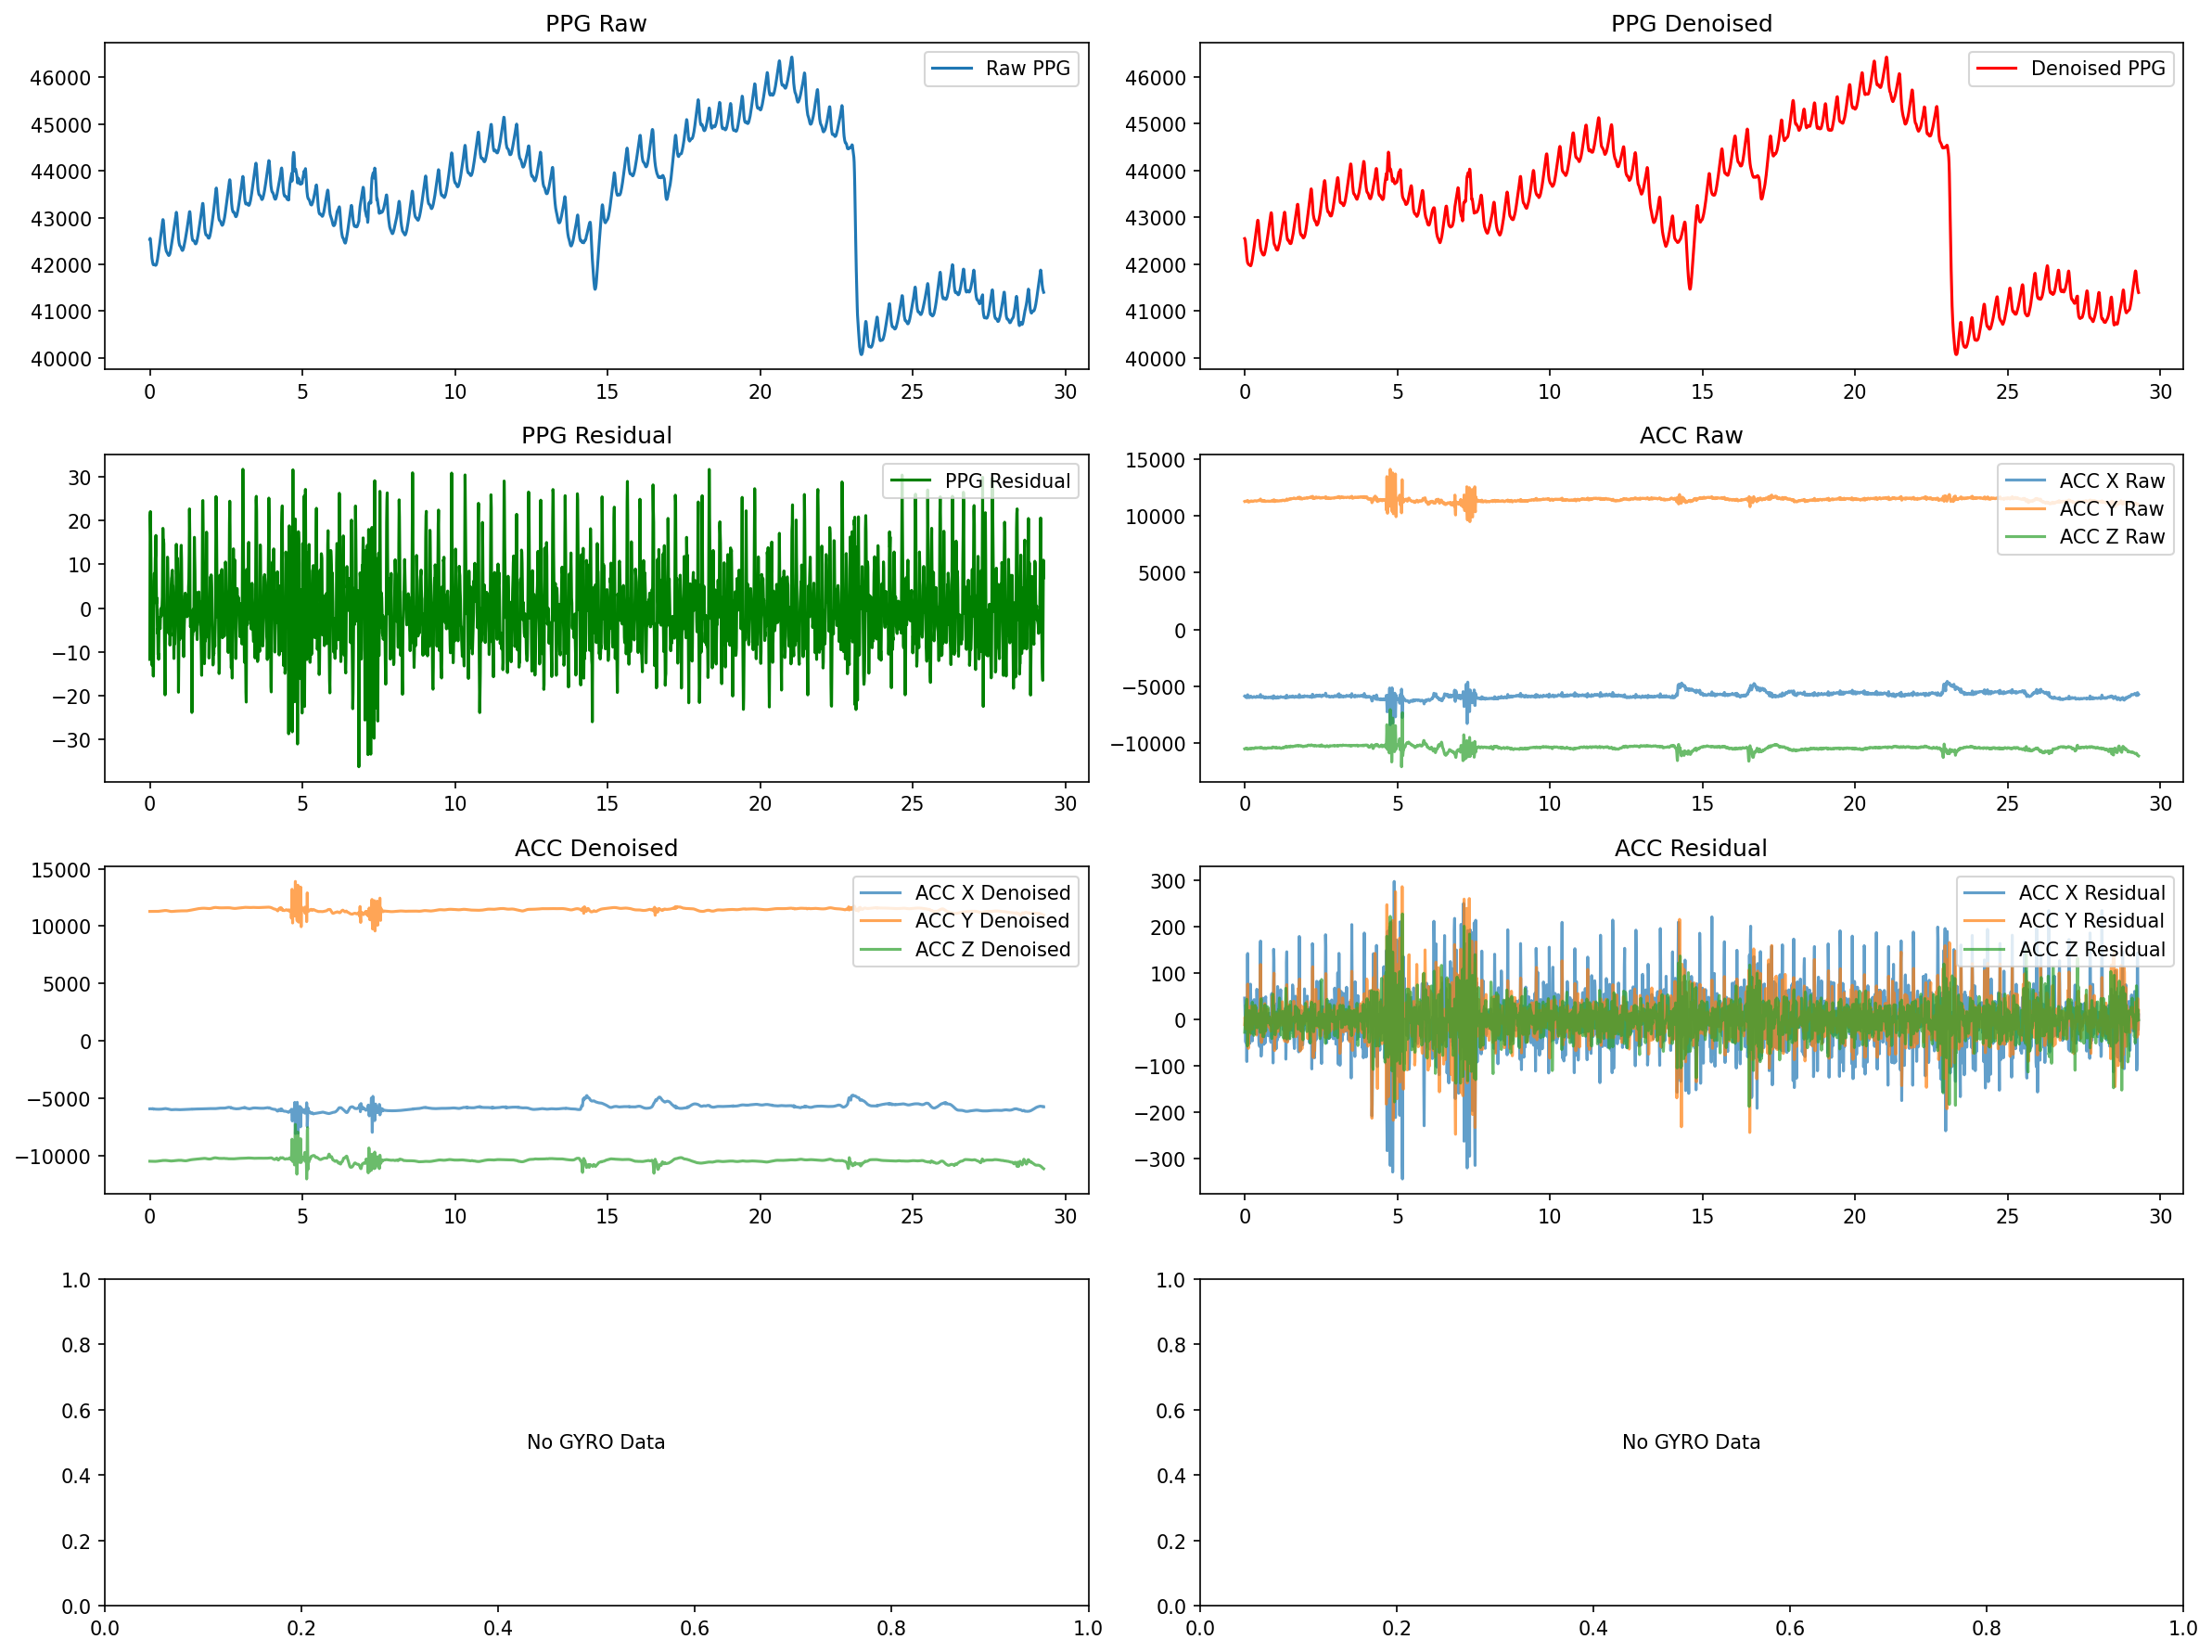 PPG Raw
Raw PPG
46000
45000
44000
43000
42000
41000
40000
0 5 10 15 20 25 30
PPG Denoised
Denoised PPG
46000
45000
44000
43000
42000
41000
40000
0 5 10 15 20 25 30
PPG Residual
PPG Residual
30
20
10
0
−10
−20
−30
0 5 10 15 20 25 30
ACC Raw
ACC X Raw
ACC Y Raw
ACC Z Raw
15000
10000
5000
0
−5000
−10000
0 5 10 15 20 25 30
ACC Denoised
ACC X Denoised
ACC Y Denoised
ACC Z Denoised
15000
10000
5000
0
−5000
−10000
0 5 10 15 20 25 30
ACC Residual
ACC X Residual
ACC Y Residual
ACC Z Residual
300
200
100
0
−100
−200
−300
0 5 10 15 20 25 30
1.0
0.8
0.6
No GYRO Data
0.4
0.2
0.0
0.0 0.2 0.4 0.6 0.8 1.0
1.0
0.8
0.6
No GYRO Data
0.4
0.2
0.0
0.0 0.2 0.4 0.6 0.8 1.0